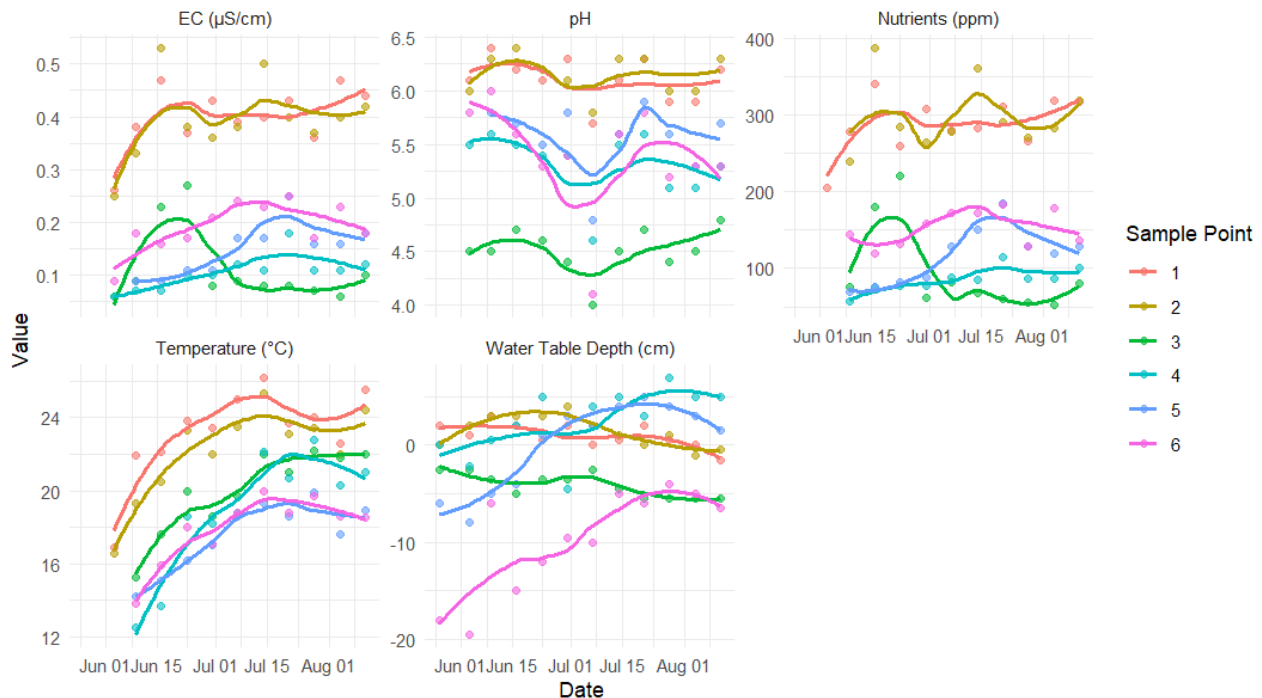 EC (µS/cm)
pH
Nutrients (ppm)
0.5
0.4
0.3
0.2
0.1
6.5
6.0
5.5
5.0
4.5
4.0
400
300
200
100
Jun 01 Jun 15 Jul 01 Jul 15 Aug 01
Sample Point
1
2
3
4
5
6
Value
Temperature (°C)
Water Table Depth (cm)
24
20
16
12
0
-10
-20
Jun 01 Jun 15 Jul 01 Jul 15 Aug 01
Jun 01 Jun 15 Jul 01 Jul 15 Aug 01
Date